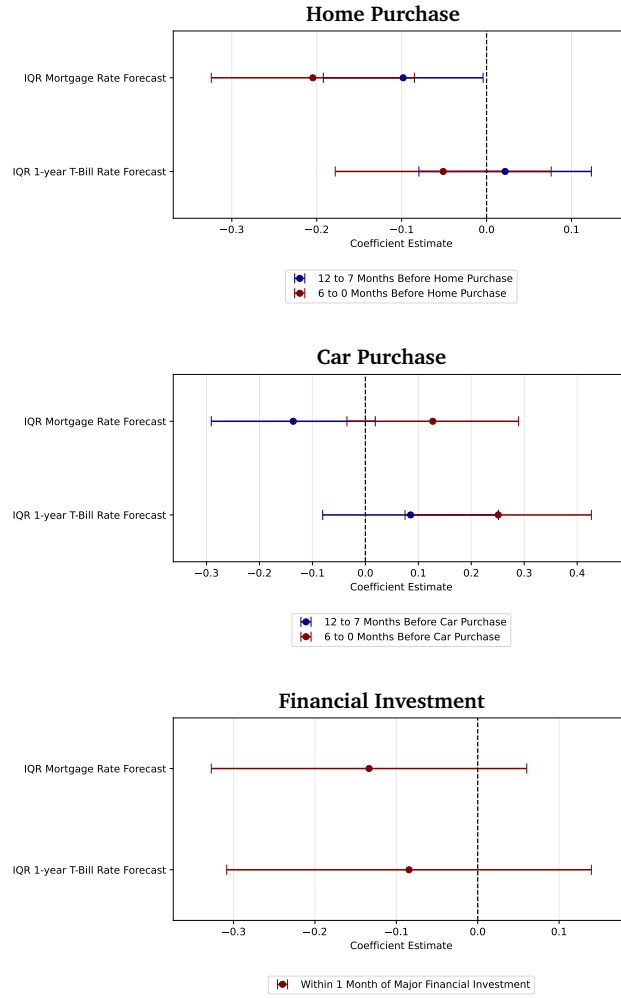 Home Purchase
IQR Mortgage Rate Forecast
IQR 1-year T-Bill Rate Forecast
−0.3 −0.2 −0.1 0.0 0.1
Coefficient Estimate
12 to 7 Months Before Home Purchase
6 to 0 Months Before Home Purchase
Car Purchase
IQR Mortgage Rate Forecast
IQR 1-year T-Bill Rate Forecast
−0.3 −0.2 −0.1 0.0 0.1 0.2 0.3 0.4
Coefficient Estimate
12 to 7 Months Before Car Purchase
6 to 0 Months Before Car Purchase
Financial Investment
IQR Mortgage Rate Forecast
IQR 1-year T-Bill Rate Forecast
−0.3 −0.2 −0.1 0.0 0.1
Coefficient Estimate
Within 1 Month of Major Financial Investment